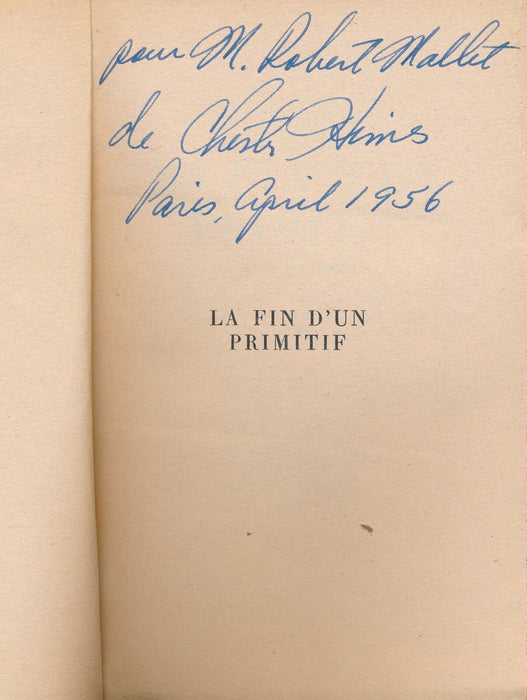 pour M. Robert Mallet
de Chester Himes
Paris, April 1956
LA FIN D'UN
PRIMITIF